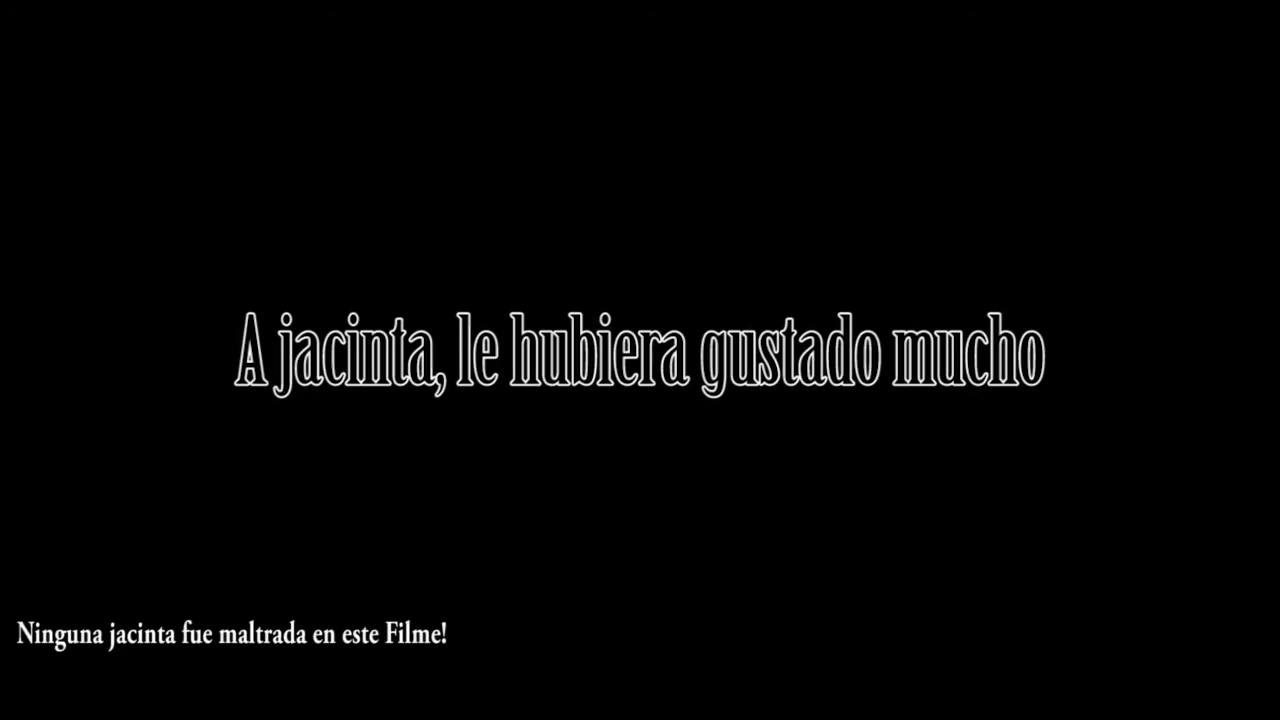 A jacinta, le hubiera gustado mucho
Ninguna jacinta fue maltrada en este Filme!